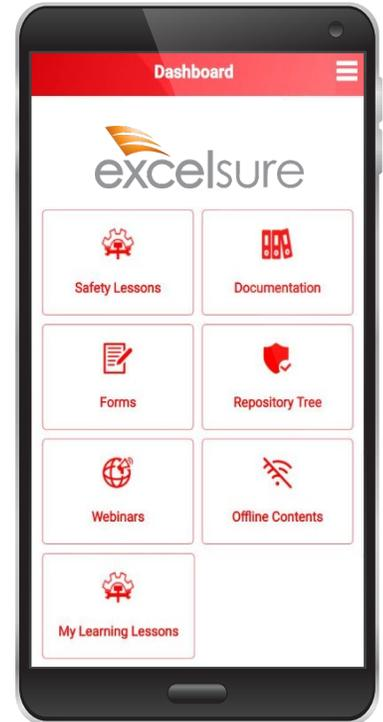 Dashboard
excelsure
Safety Lessons
Documentation
Forms
Repository Tree
Webinars
Offline Contents
My Learning Lessons